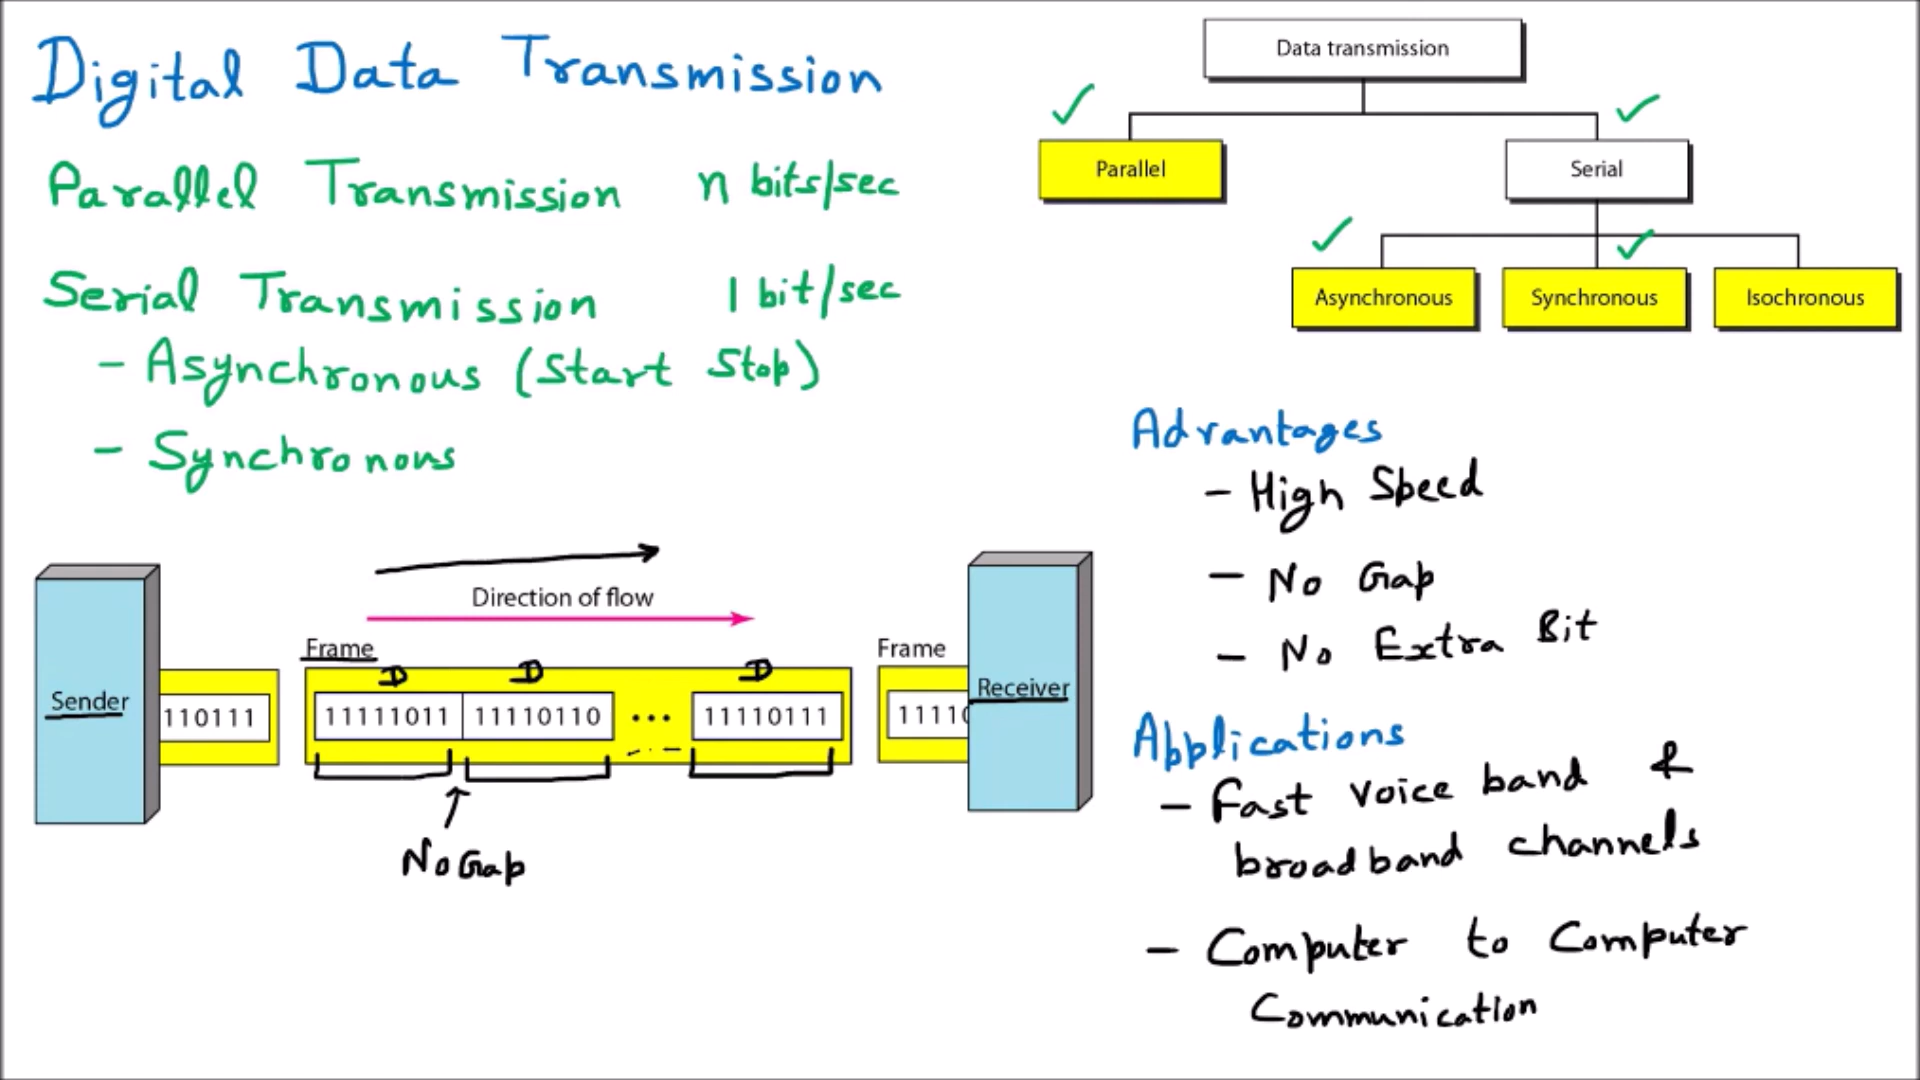 Digital Data Transmission
Parallel Transmission n bits/sec
Serial Transmission 1 bit/sec
- Asynchronous (Start Stop)
- Synchronous
Data transmission
Parallel
Serial
Asynchronous
Synchronous
Isochronous
Direction of flow
Frame
Frame
D D D
Sender
110111
11111011 11110110 ... 11110111
11110
Receiver
No Gap
Advantages
- High Speed
- No Gap
- No Extra Bit
Applications
- Fast Voice band &
broadband channels
- Computer to Computer
Communication